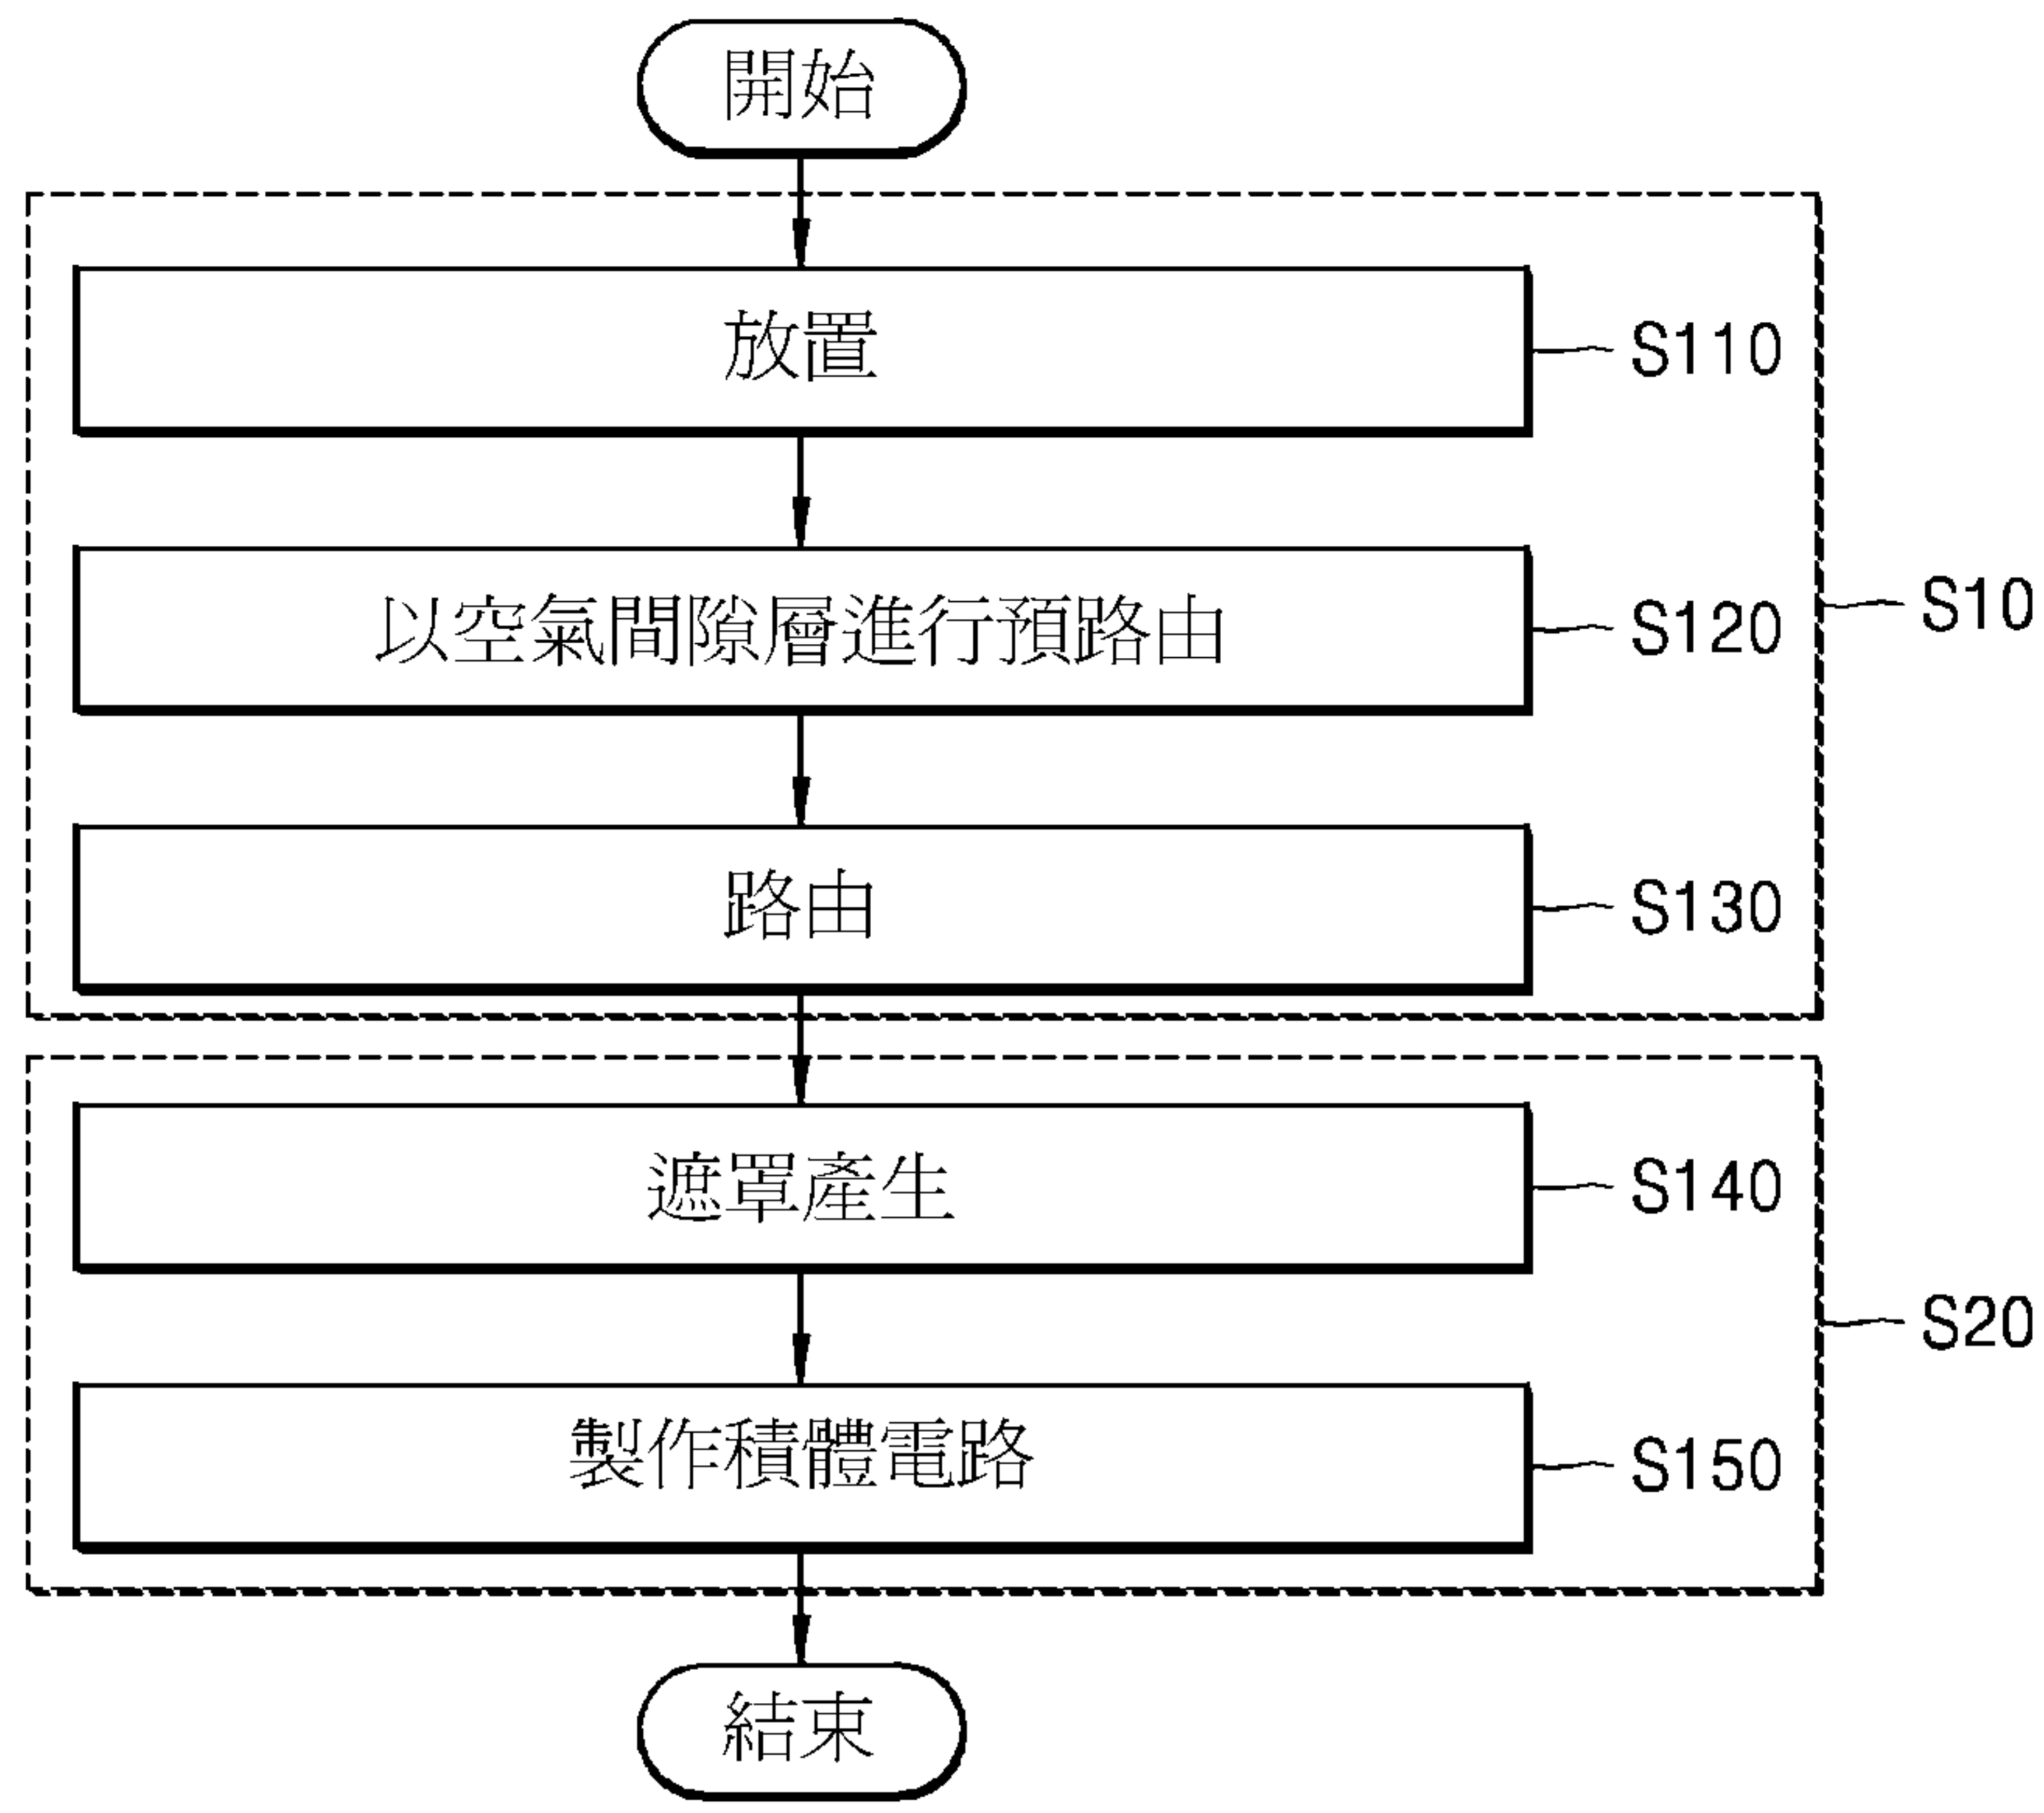 開始
放置
S110
以空氣間隙層進行預路由
S120
S10
路由
S130
遮罩產生
S140
S20
製作積體電路
S150
結束